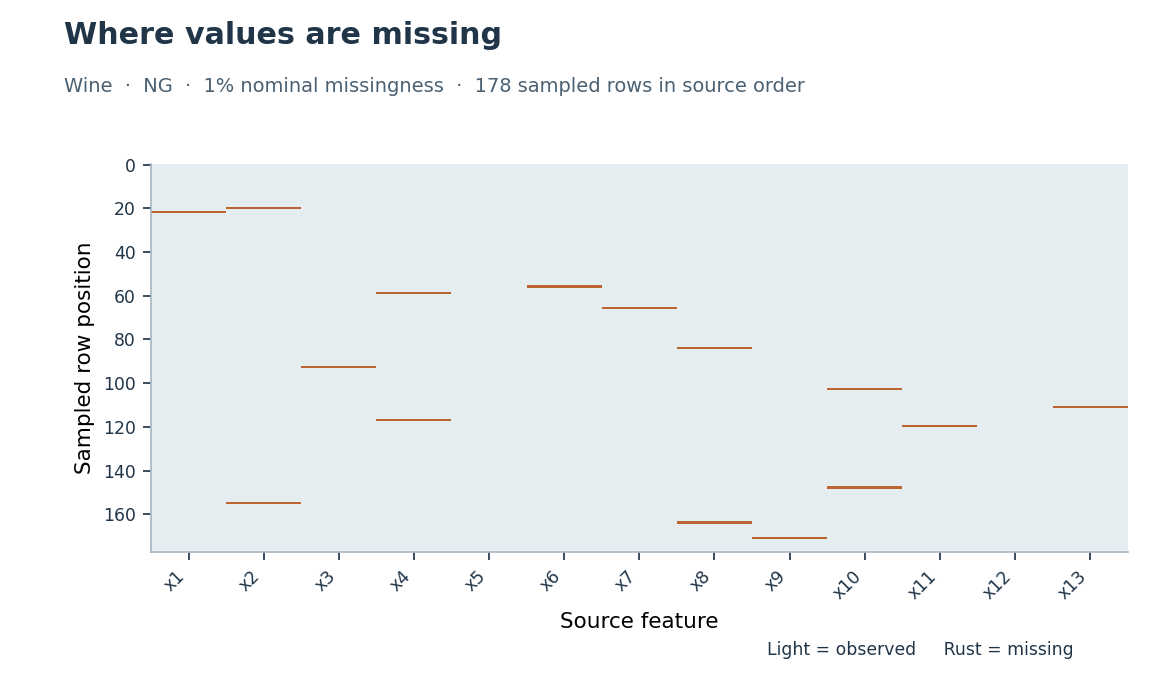 Where values are missing
Wine · NG · 1% nominal missingness · 178 sampled rows in source order
0
20
40
60
80
100
120
140
160
Sampled row position
x1 x2 x3 x4 x5 x6 x7 x8 x9 x10 x11 x12 x13
Source feature
Light = observed Rust = missing